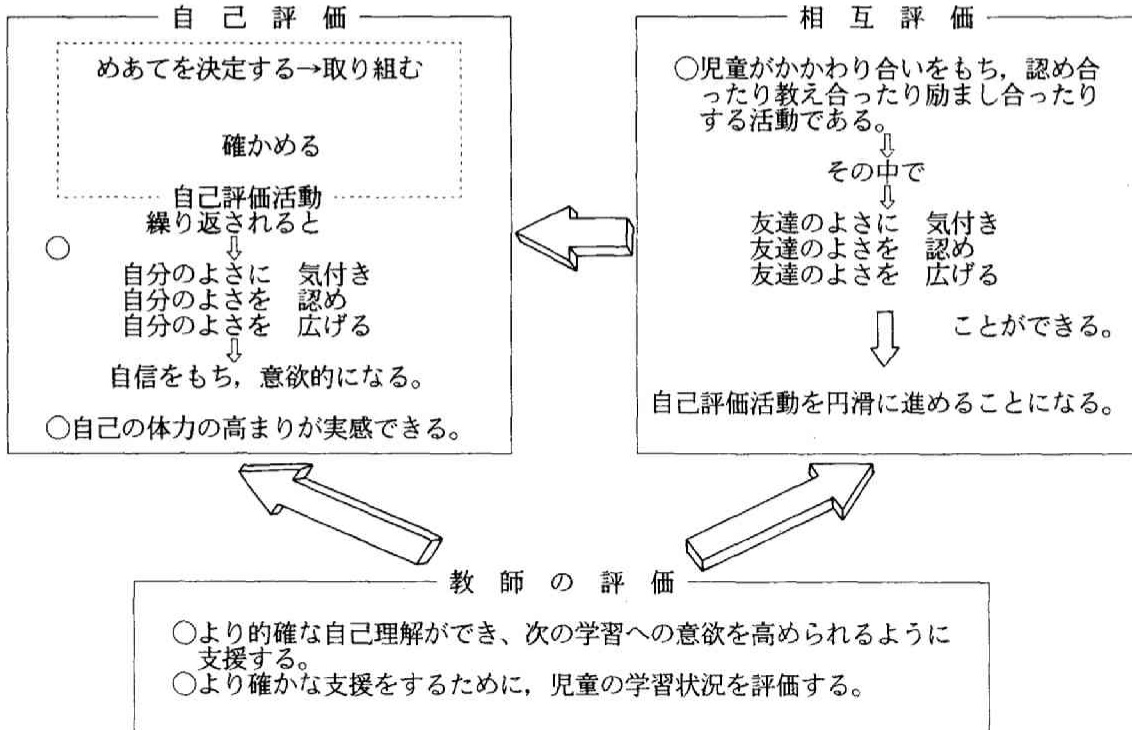 自己評価
めあてを決定する→取り組む
確かめる
自己評価活動
繰り返されると
○
⇩
自分のよさに 気付き
自分のよさを 認め
自分のよさを 広げる
⇩
自信をもち，意欲的になる。
○自己の体力の高まりが実感できる。
相互評価
○児童がかかわり合いをもち，認め合
ったり教え合ったり励まし合ったり
する活動である。
⇩
その中で
⇩
友達のよさに 気付き
友達のよさを 認め
友達のよさを 広げる
ことができる。
自己評価活動を円滑に進めることになる。
教師の評価
○より的確な自己理解ができ、次の学習への意欲を高められるように
支援する。
○より確かな支援をするために，児童の学習状況を評価する。